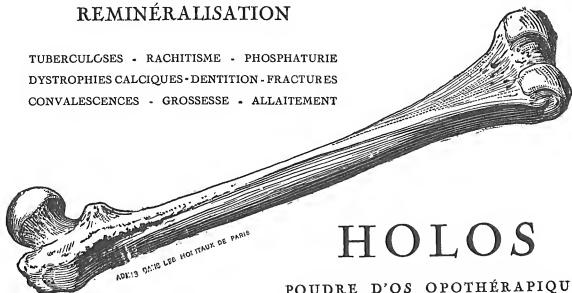 REMINÉRALISATION
TUBERCULOSES - RACHITISME - PHOSPHATURIE
DYSTROPHIES CALCIQUES - DENTITION - FRACTURES
CONVALESCENCES - GROSSESSE - ALLAITEMENT
DANS LES HOPITAUX DE PARIS
HOLOS
POUDRE D'OS OPOTHÉRAPIQU